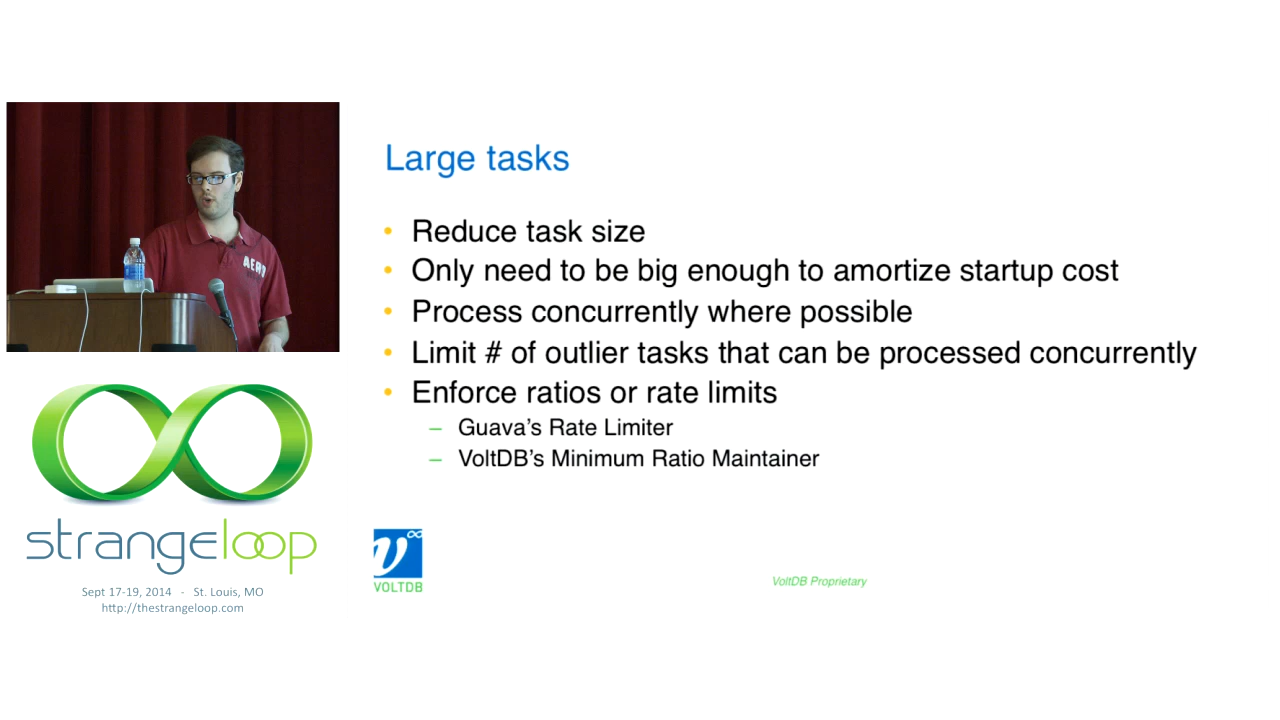 Large tasks
• Reduce task size
• Only need to be big enough to amortize startup cost
• Process concurrently where possible
• Limit # of outlier tasks that can be processed concurrently
• Enforce ratios or rate limits
– Guava's Rate Limiter
– VoltDB's Minimum Ratio Maintainer
AERO
strangeloop
Sept 17-19, 2014 - St. Louis, MO
http://thestrangeloop.com
VOLTDB
VoltDB Proprietary